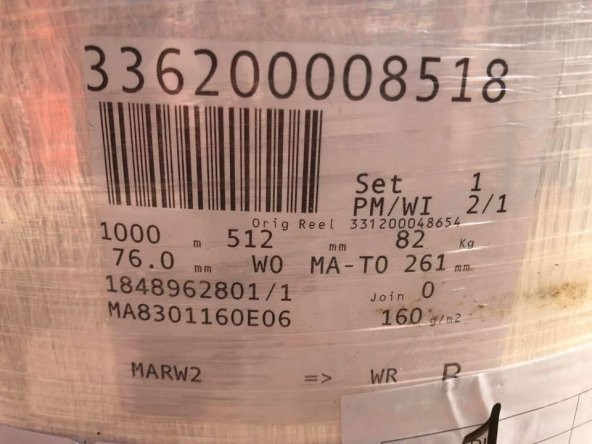 336200008518
Set 1
PM/WI 2/1
Orig Reel 331200048654
1000 m 512 mm 82 Kg
76.0 mm WO MA-TO 261 mm
1848962801/1 Join 0
MA8301160E06 160 g/m2
MARW2 => WR